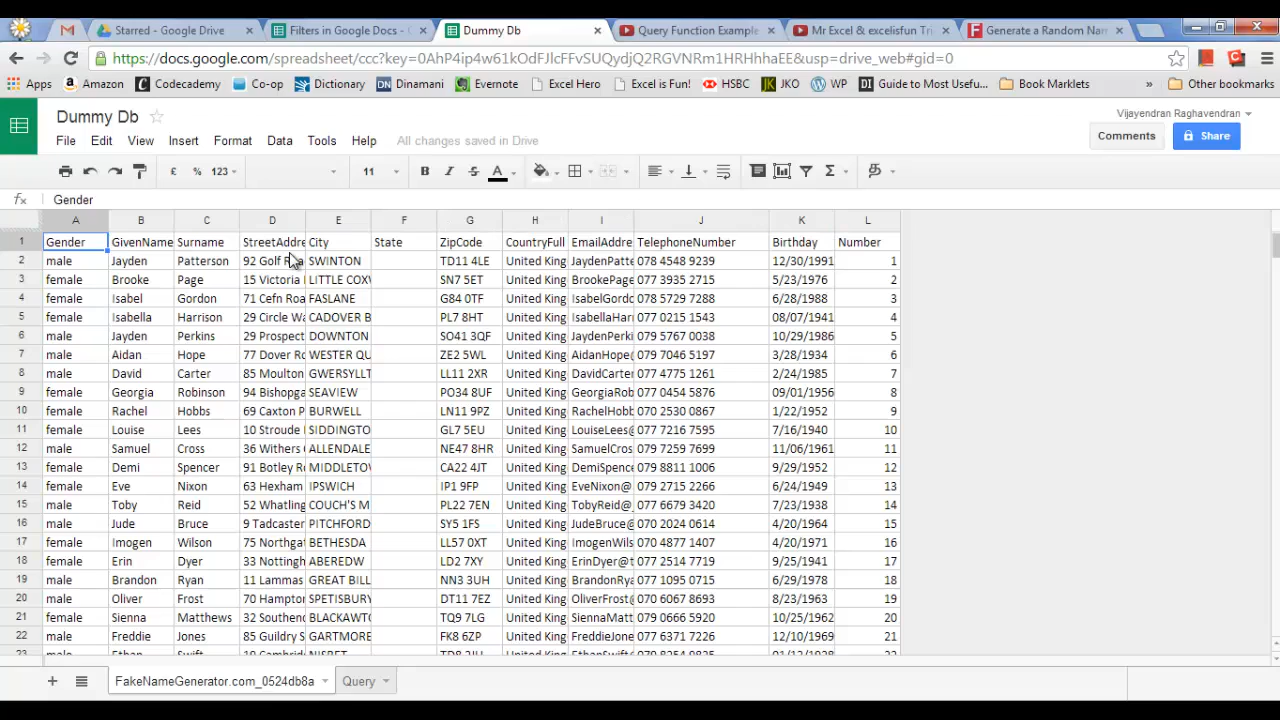 Starred - Google Drive Filters in Google Docs - Dummy Db Query Function Example Mr Excel & excelisfun Tri Generate a Random Na
https://docs.google.com/spreadsheet/ccc?key=0AhP4ip4w61kOdFJlcFFvSUQydjQ2RGVNRm1HRHhhaEE&usp=drive_web#gid=0
Apps Amazon Codecademy Co-op Dictionary Dinamani Evernote Excel Hero Excel is Fun! HSBC JKO WP Guide to Most Useful... Book Marklets » Other bookmarks
Dummy Db Vijayendran Raghavendran
File Edit View Insert Format Data Tools Help All changes saved in Drive Comments Share
£ % 123 11 B I S A Σ
fx Gender
A B C D E F G H I J K L
1 Gender GivenName Surname StreetAddre City State ZipCode CountryFull EmailAddre TelephoneNumber Birthday Number
2 male Jayden Patterson 92 Golf Roa SWINTON TD11 4LE United King JaydenPatte 078 4548 9239 12/30/1991 1
3 female Brooke Page 15 Victoria LITTLE COX SN7 5ET United King BrookePage 077 3935 2715 5/23/1976 2
4 female Isabel Gordon 71 Cefn Roa FASLANE G84 0TF United King IsabelGordo 078 5729 7288 6/28/1988 3
5 female Isabella Harrison 29 Circle Wa CADOVER B PL7 8HT United King IsabellaHar 077 0215 1543 08/07/1941 4
6 male Jayden Perkins 29 Prospect DOWNTON SO41 3QF United King JaydenPerki 079 5767 0038 10/29/1986 5
7 male Aidan Hope 77 Dover Ro WESTER QU ZE2 5WL United King AidanHope@ 079 7046 5197 3/28/1934 6
8 male David Carter 85 Moulton GWERSYLLT LL11 2XR United King DavidCarter 077 4775 1261 2/24/1985 7
9 female Georgia Robinson 94 Bishopga SEAVIEW PO34 8UF United King GeorgiaRob 077 0454 5876 09/01/1956 8
10 female Rachel Hobbs 69 Caxton P BURWELL LN11 9PZ United King RachelHobb 070 2530 0867 1/22/1952 9
11 female Louise Lees 10 Stroude SIDDINGTO GL7 5EU United King LouiseLees@ 077 7216 7595 7/16/1940 10
12 male Samuel Cross 36 Withers ALLENDALE NE47 8HR United King SamuelCros 077 7259 7699 11/06/1961 11
13 female Demi Spencer 91 Botley Ro MIDDLETOV CA22 4JT United King DemiSpence 079 8811 1006 9/29/1952 12
14 female Eve Nixon 63 Hexham IPSWICH IP1 9FP United King EveNixon@ 079 2715 2266 6/24/1949 13
15 male Toby Reid 52 Whatling COUCH'S M PL22 7EN United King TobyReid@ 077 6679 3420 7/23/1938 14
16 male Jude Bruce 9 Tadcaster PITCHFORD SY5 1FS United King JudeBruce@ 070 2024 0614 4/20/1964 15
17 female Imogen Wilson 75 Northgat BETHESDA LL57 0XT United King ImogenWils 070 4877 1407 4/20/1971 16
18 female Erin Dyer 33 Nottingh ABEREDW LD2 7XY United King ErinDyer@t 077 2514 7719 9/25/1941 17
19 male Brandon Ryan 11 Lammas GREAT BILL NN3 3UH United King BrandonRya 077 1095 0715 6/29/1978 18
20 male Oliver Frost 70 Hampton SPETISBURY DT11 7EZ United King OliverFrost@ 070 6067 8693 8/23/1963 19
21 female Sienna Matthews 32 Southend BLACKAWT TQ9 7LG United King SiennaMatt 079 0666 5920 10/25/1962 20
22 male Freddie Jones 85 Guildry S GARTMORE FK8 6ZP United King FreddieJone 077 6371 7226 12/10/1969 21
23 male Ethan Swift
FakeNameGenerator.com_0524db8a Query